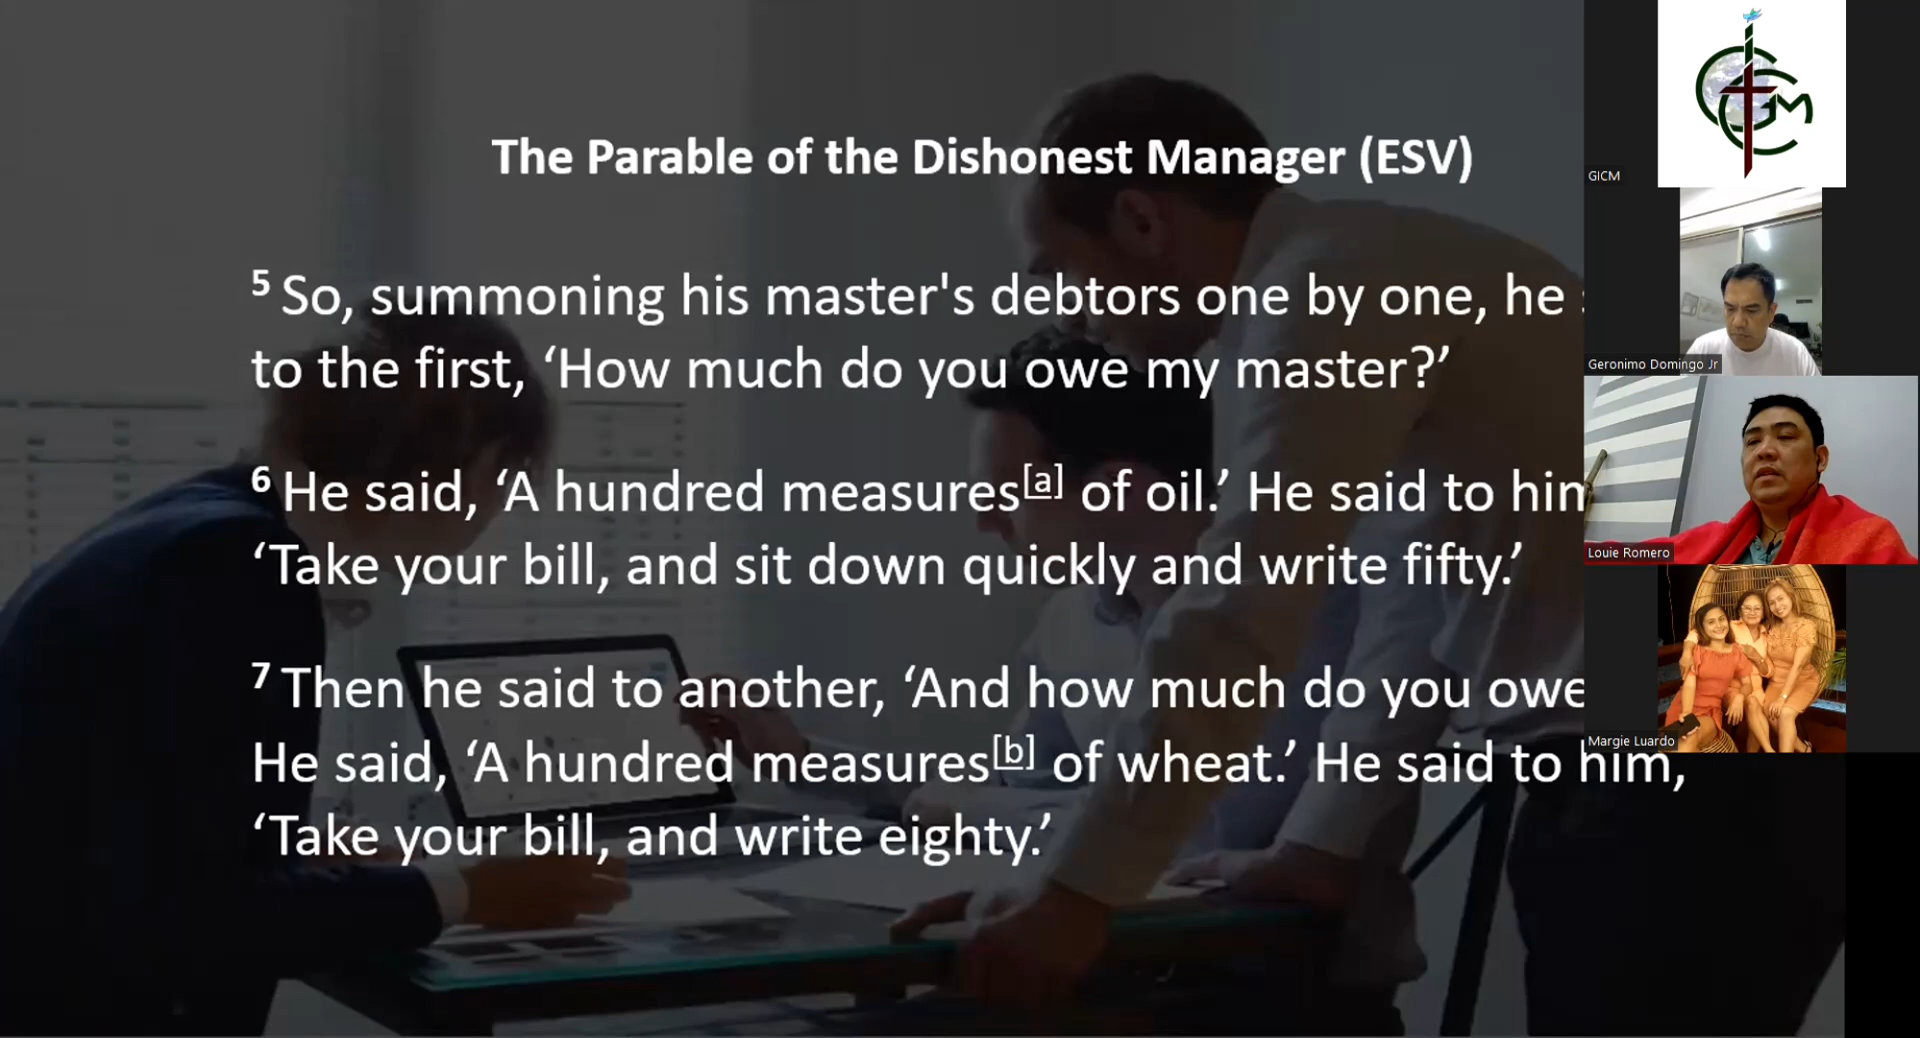 The Parable of the Dishonest Manager (ESV)
5 So, summoning his master's debtors one by one, he
to the first, ‘How much do you owe my master?’
6 He said, ‘A hundred measures[a] of oil.’ He said to him
‘Take your bill, and sit down quickly and write fifty.’
7 Then he said to another, ‘And how much do you owe
He said, ‘A hundred measures[b] of wheat.’ He said to him,
‘Take your bill, and write eighty.’
GCGM
GICM
Geronimo Domingo Jr
Louie Romero
Margie Luardo